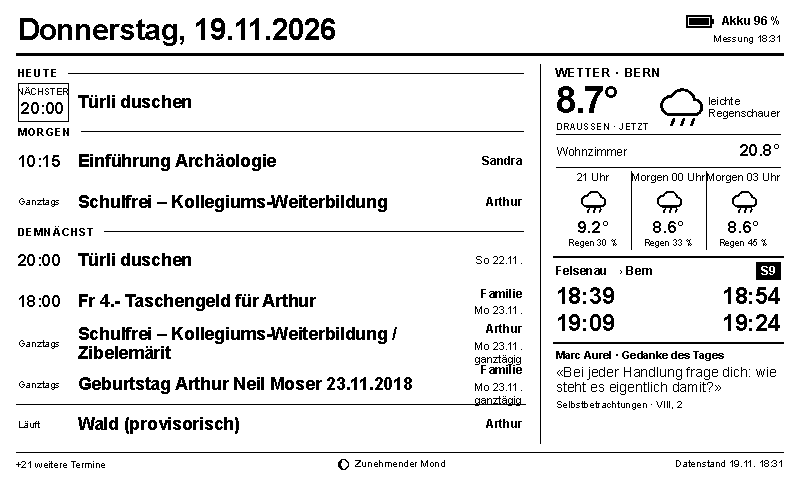 Donnerstag, 19.11.2026
Akku 96 %
Messung 18:31
HEUTE
NÄCHSTER
20:00 Türli duschen
MORGEN
10:15 Einführung Archäologie Sandra
Ganztags Schulfrei – Kollegiums-Weiterbildung Arthur
DEMNÄCHST
20:00 Türli duschen So 22.11.
18:00 Fr 4.- Taschengeld für Arthur Familie
Mo 23.11.
Ganztags Schulfrei – Kollegiums-Weiterbildung / Arthur
Zibelemärit Mo 23.11.
ganztägig
Ganztags Geburtstag Arthur Neil Moser 23.11.2018 Familie
Mo 23.11.
ganztägig
Läuft Wald (provisorisch) Arthur
WETTER · BERN
8.7°
leichte
Regenschauer
DRAUSSEN · JETZT
Wohnzimmer 20.8°
21 Uhr Morgen 00 Uhr Morgen 03 Uhr
9.2° 8.6° 8.6°
Regen 30 % Regen 33 % Regen 45 %
Felsenau › Bern S9
18:39 18:54
19:09 19:24
Marc Aurel · Gedanke des Tages
«Bei jeder Handlung frage dich: wie
steht es eigentlich damit?»
Selbstbetrachtungen · VIII, 2
+21 weitere Termine Zunehmender Mond Datenstand 19.11. 18:31